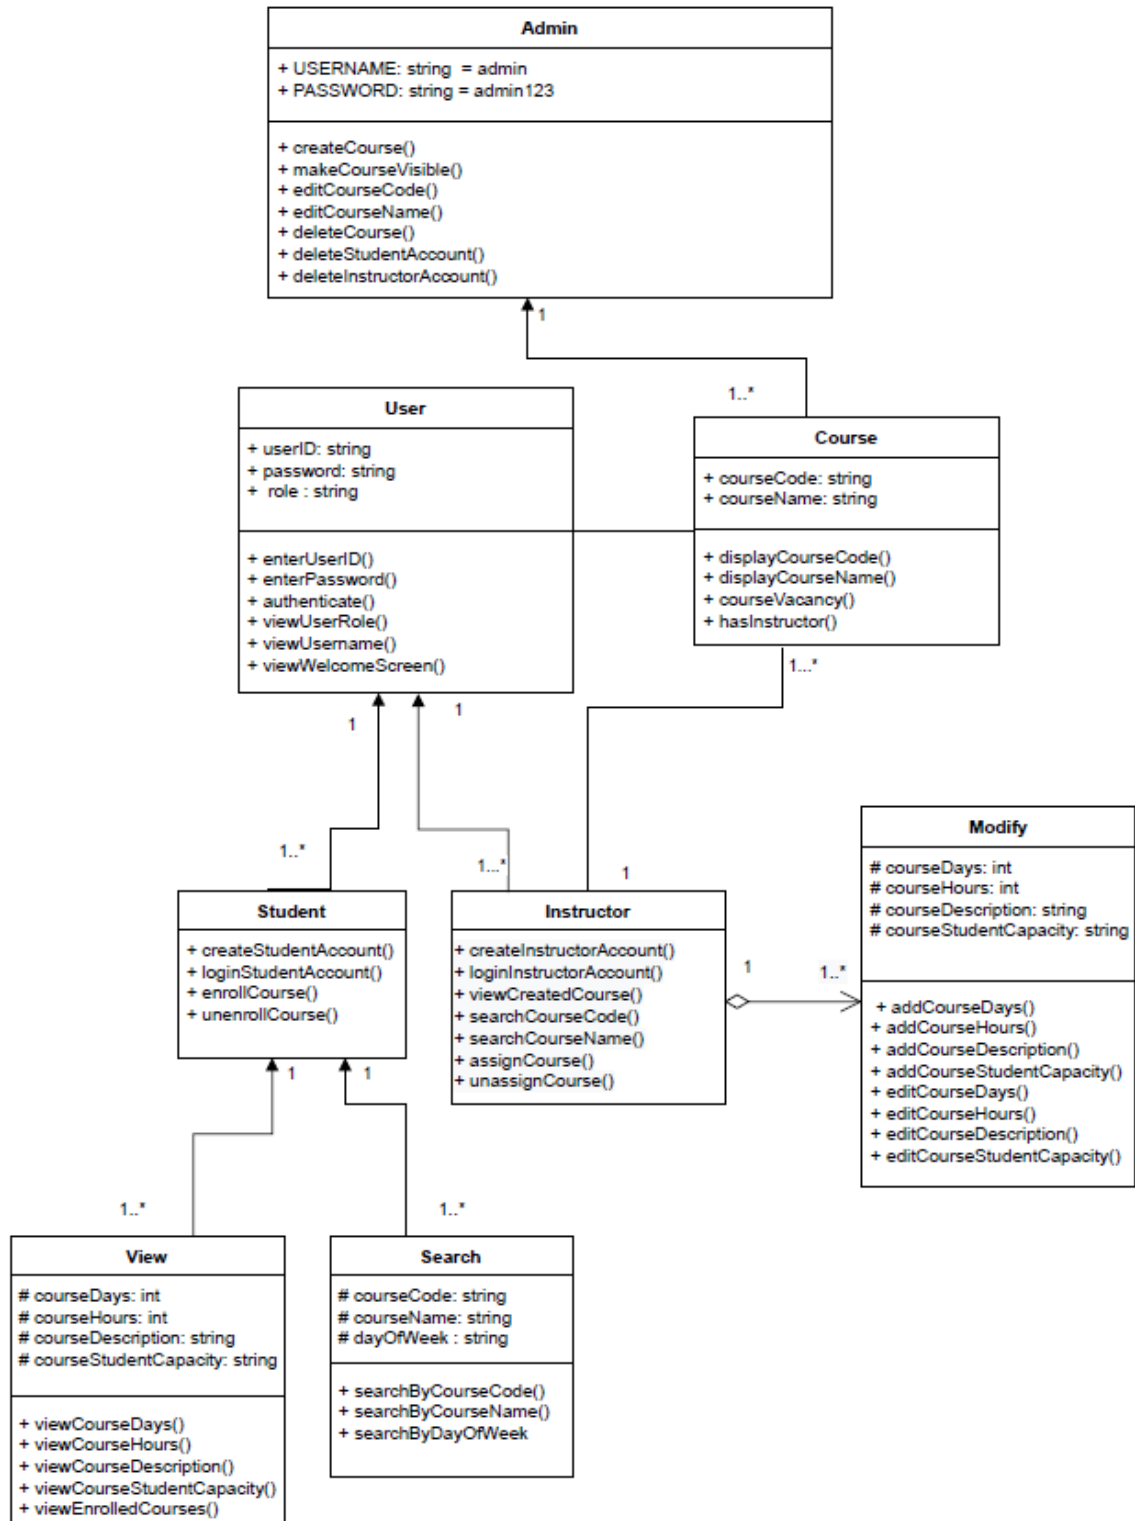 Admin
+ USERNAME: string = admin
+ PASSWORD: string = admin123
+ createCourse()
+ makeCourseVisible()
+ editCourseCode()
+ editCourseName()
+ deleteCourse()
+ deleteStudentAccount()
+ deleteInstructorAccount()
1
1..*
User
+ userID: string
+ password: string
+ role : string
+ enterUserID()
+ enterPassword()
+ authenticate()
+ viewUserRole()
+ viewUsername()
+ viewWelcomeScreen()
Course
+ courseCode: string
+ courseName: string
+ displayCourseCode()
+ displayCourseName()
+ courseVacancy()
+ hasInstructor()
1...*
1
1
1..*
1...*
1
Student
+ createStudentAccount()
+ loginStudentAccount()
+ enrollCourse()
+ unenrollCourse()
Instructor
+ createInstructorAccount()
+ loginInstructorAccount()
+ viewCreatedCourse()
+ searchCourseCode()
+ searchCourseName()
+ assignCourse()
+ unassignCourse()
1
1..*
Modify
# courseDays: int
# courseHours: int
# courseDescription: string
# courseStudentCapacity: string
+ addCourseDays()
+ addCourseHours()
+ addCourseDescription()
+ addCourseStudentCapacity()
+ editCourseDays()
+ editCourseHours()
+ editCourseDescription()
+ editCourseStudentCapacity()
1
1
1..*
1..*
View
# courseDays: int
# courseHours: int
# courseDescription: string
# courseStudentCapacity: string
+ viewCourseDays()
+ viewCourseHours()
+ viewCourseDescription()
+ viewCourseStudentCapacity()
+ viewEnrolledCourses()
Search
# courseCode: string
# courseName: string
# dayOfWeek : string
+ searchByCourseCode()
+ searchByCourseName()
+ searchByDayOfWeek